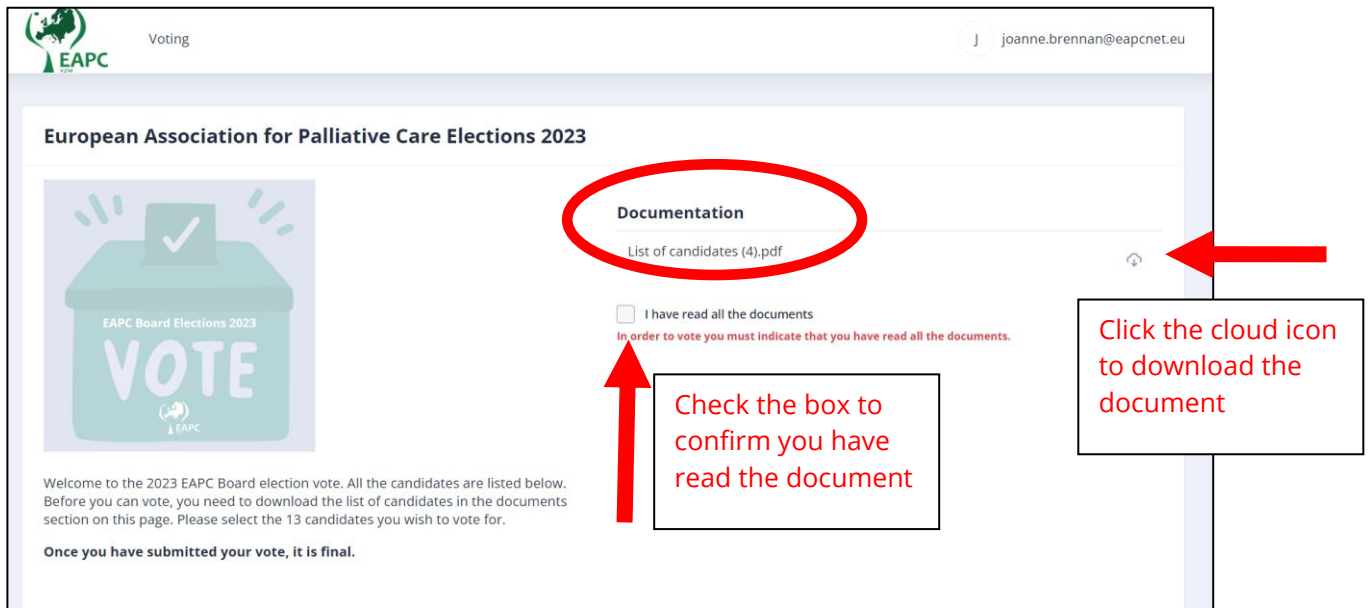 EAPC
VZW
Voting
J
joanne.brennan@eapcnet.eu
European Association for Palliative Care Elections 2023
EAPC Board Elections 2023
VOTE
EAPC
Welcome to the 2023 EAPC Board election vote. All the candidates are listed below.
Before you can vote, you need to download the list of candidates in the documents
section on this page. Please select the 13 candidates you wish to vote for.
Once you have submitted your vote, it is final.
Documentation
List of candidates (4).pdf
I have read all the documents
In order to vote you must indicate that you have read all the documents.
Check the box to
confirm you have
read the document
Click the cloud icon
to download the
document